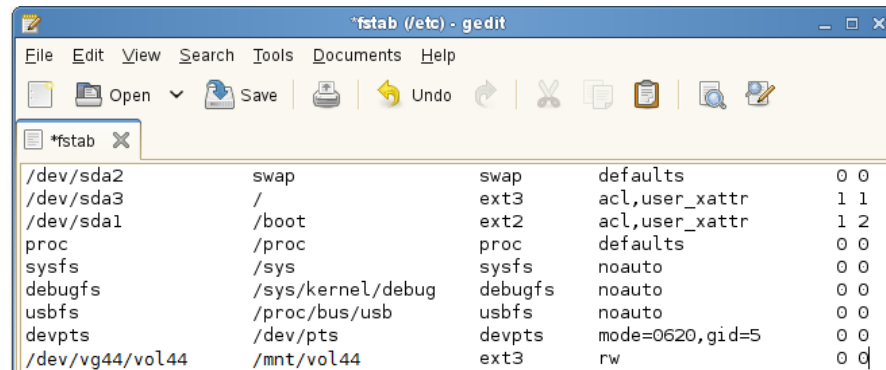 *fstab (/etc) - gedit
File Edit View Search Tools Documents Help
Open Save Undo
*fstab
/dev/sda2 swap swap defaults 0 0
/dev/sda3 / ext3 acl,user_xattr 1 1
/dev/sda1 /boot ext2 acl,user_xattr 1 2
proc /proc proc defaults 0 0
sysfs /sys sysfs noauto 0 0
debugfs /sys/kernel/debug debugfs noauto 0 0
usbfs /proc/bus/usb usbfs noauto 0 0
devpts /dev/pts devpts mode=0620,gid=5 0 0
/dev/vg44/vol44 /mnt/vol44 ext3 rw 0 0